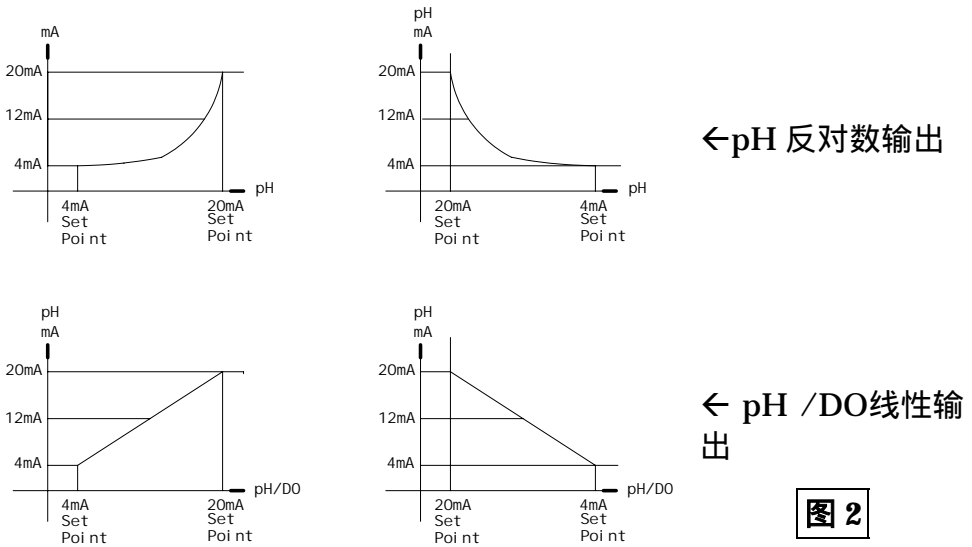 mA
20mA
12mA
4mA
pH
4mA
Set
Point
20mA
Set
Point
pH
mA
20mA
12mA
4mA
pH
20mA
Set
Point
4mA
Set
Point
←pH 反对数输出
pH
mA
20mA
12mA
4mA
pH/DO
4mA
Set
Point
20mA
Set
Point
pH
mA
20mA
12mA
4mA
pH/DO
20mA
Set
Point
4mA
Set
Point
← pH /DO线性输
出
图 2